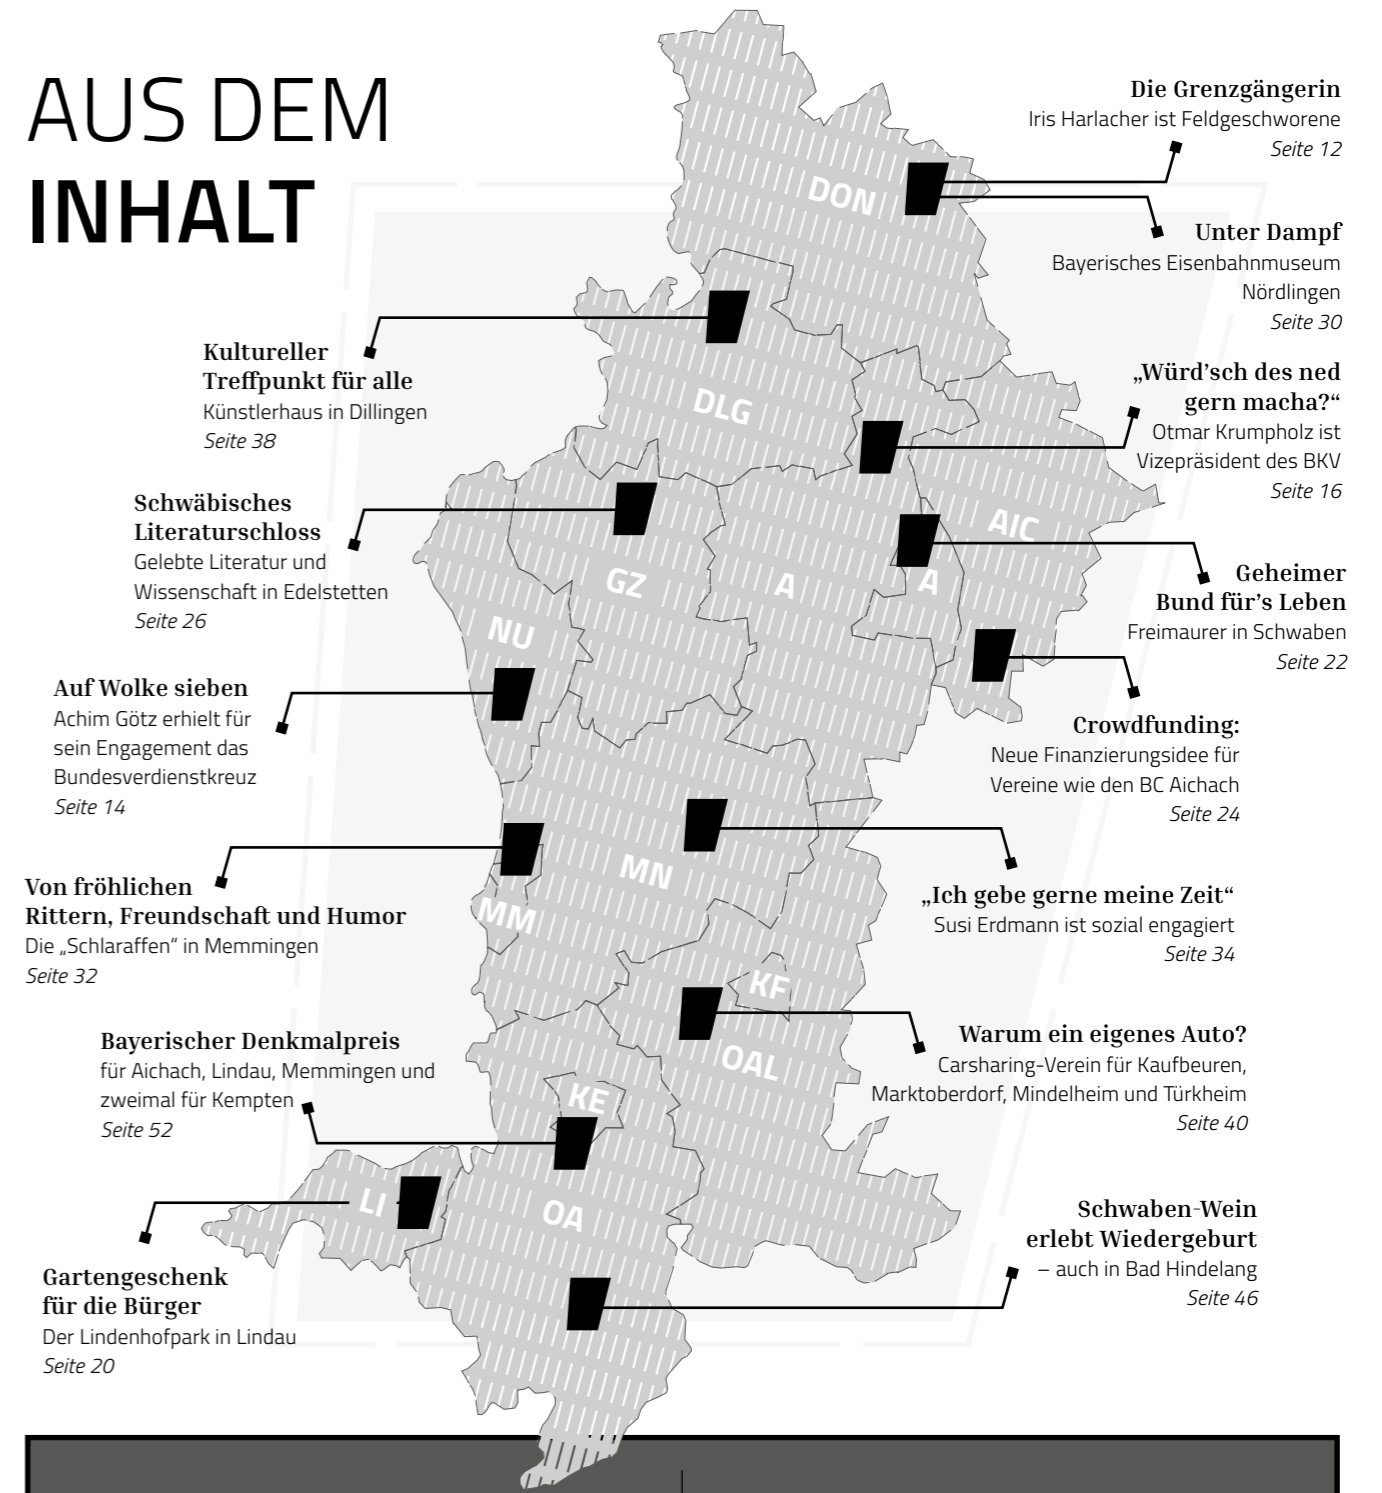 AUS DEM
INHALT
Die Grenzgängerin
Iris Harlacher ist Feldgeschworene
Seite 12
Unter Dampf
Bayerisches Eisenbahnmuseum
Nördlingen
Seite 30
„Würd’sch des ned
gern macha?“
Otmar Krumpholz ist
Vizepräsident des BKV
Seite 16
Geheimer
Bund für’s Leben
Freimaurer in Schwaben
Seite 22
Crowdfunding:
Neue Finanzierungsidee für
Vereine wie den BC Aichach
Seite 24
„Ich gebe gerne meine Zeit“
Susi Erdmann ist sozial engagiert
Seite 34
Warum ein eigenes Auto?
Carsharing-Verein für Kaufbeuren,
Marktoberdorf, Mindelheim und Türkheim
Seite 40
Schwaben-Wein
erlebt Wiedergeburt
– auch in Bad Hindelang
Seite 46
Kultureller
Treffpunkt für alle
Künstlerhaus in Dillingen
Seite 38
Schwäbisches
Literaturschloss
Gelebte Literatur und
Wissenschaft in Edelstetten
Seite 26
Auf Wolke sieben
Achim Götz erhielt für
sein Engagement das
Bundesverdienstkreuz
Seite 14
Von fröhlichen
Rittern, Freundschaft und Humor
Die „Schlaraffen“ in Memmingen
Seite 32
Bayerischer Denkmalpreis
für Aichach, Lindau, Memmingen und
zweimal für Kempten
Seite 52
Gartengeschenk
für die Bürger
Der Lindenhofpark in Lindau
Seite 20
DON
DLG
AIC
GZ
A
A
NU
MN
MM
KF
OAL
KE
LI
OA